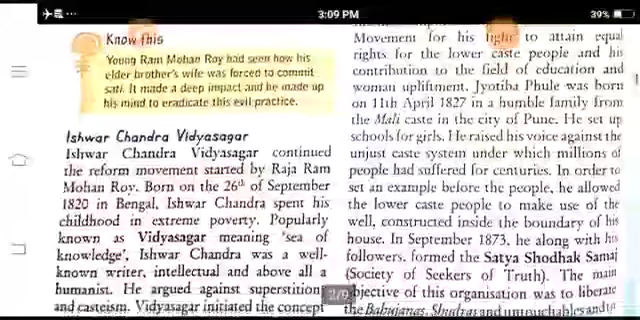 3:09 PM
39%
Know this
Young Ram Mohan Roy had seen how his
elder brother's wife was forced to commit
sati. It made a deep impact and he made up
his mind to eradicate this evil practice.
Ishwar Chandra Vidyasagar
Ishwar Chandra Vidyasagar continued
the reform movement started by Raja Ram
Mohan Roy. Born on the 26th of September
1820 in Bengal, Ishwar Chandra spent his
childhood in extreme poverty. Popularly
known as Vidyasagar meaning 'sea of
knowledge', Ishwar Chandra was a well-
known writer, intellectual and above all a
humanist. He argued against superstition
and casteism. Vidyasagar initiated the concept
Movement for his fight to attain equal
rights for the lower caste people and his
contribution to the field of education and
woman upliftment. Jyotiba Phule was born
on 11th April 1827 in a humble family from
the Mali caste in the city of Pune. He set up
schools for girls. He raised his voice against the
unjust caste system under which millions of
people had suffered for centuries. In order to
set an example before the people, he allowed
the lower caste people to make use of the
well, constructed inside the boundary of his
house. In September 1873, he along with his
followers, formed the Satya Shodhak Samaj
(Society of Seekers of Truth). The main
objective of this organisation was to liberate
the Bahujanas, Shudras and untouchables and to
2/9